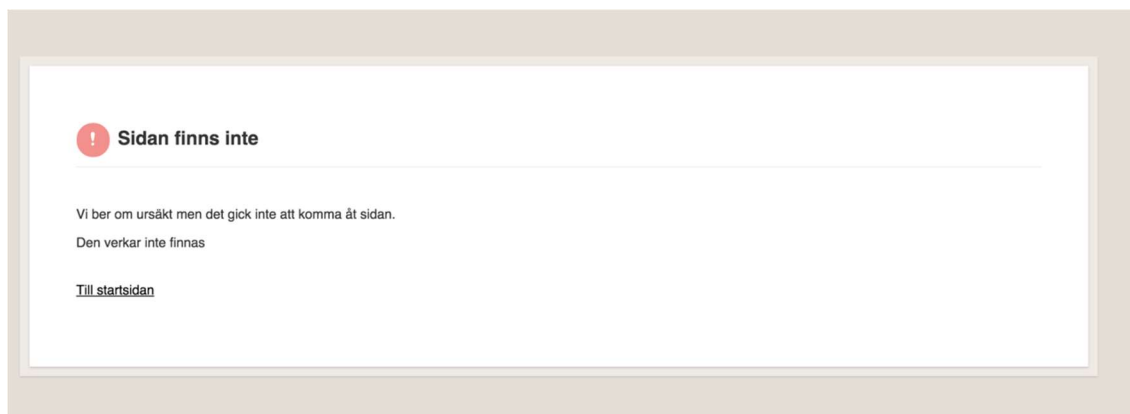 ! Sidan finns inte
Vi ber om ursäkt men det gick inte att komma åt sidan.
Den verkar inte finnas
Till startsidan